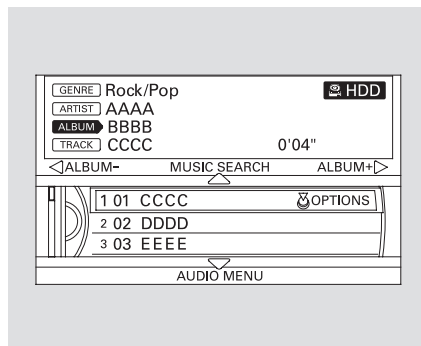 GENRE Rock/Pop HDD
ARTIST AAAA
ALBUM BBBB
TRACK CCCC 0'04"
ALBUM- MUSIC SEARCH ALBUM+
1 01 CCCC OPTIONS
2 02 DDDD
3 03 EEEE
AUDIO MENU